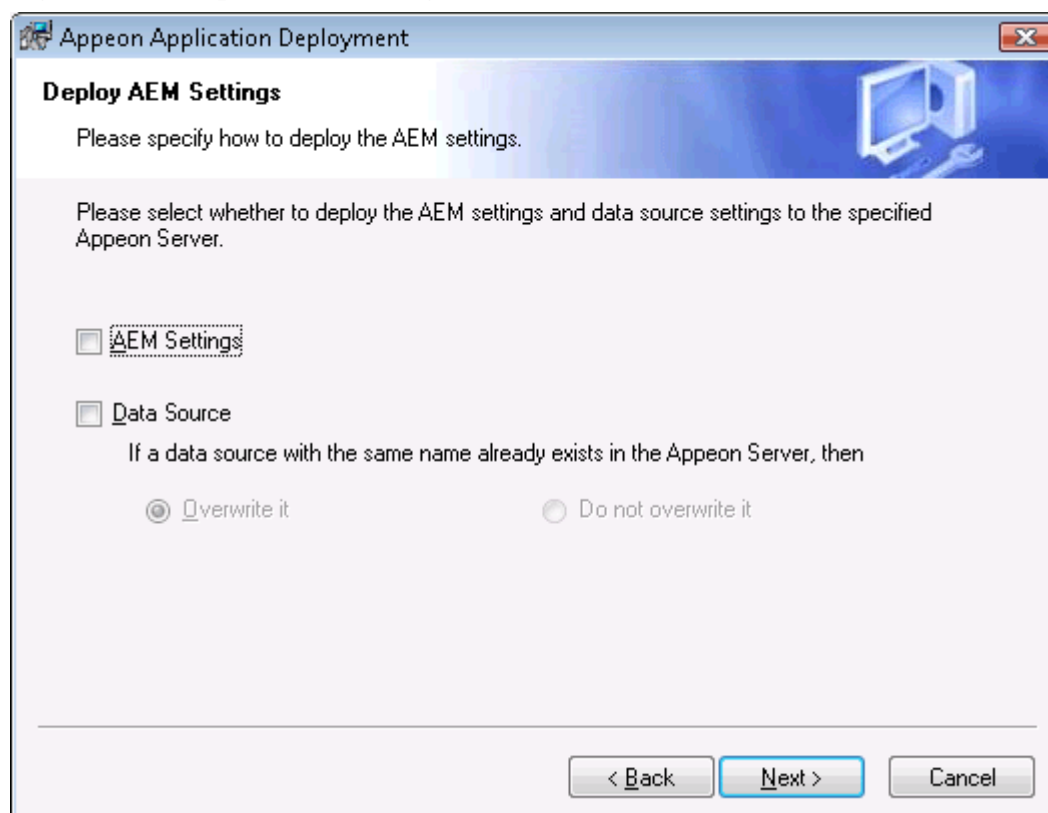 Appeon Application Deployment
Deploy AEM Settings
Please specify how to deploy the AEM settings.
Please select whether to deploy the AEM settings and data source settings to the specified
Appeon Server.
AEM Settings
Data Source
If a data source with the same name already exists in the Appeon Server, then
Overwrite it Do not overwrite it
< Back Next > Cancel